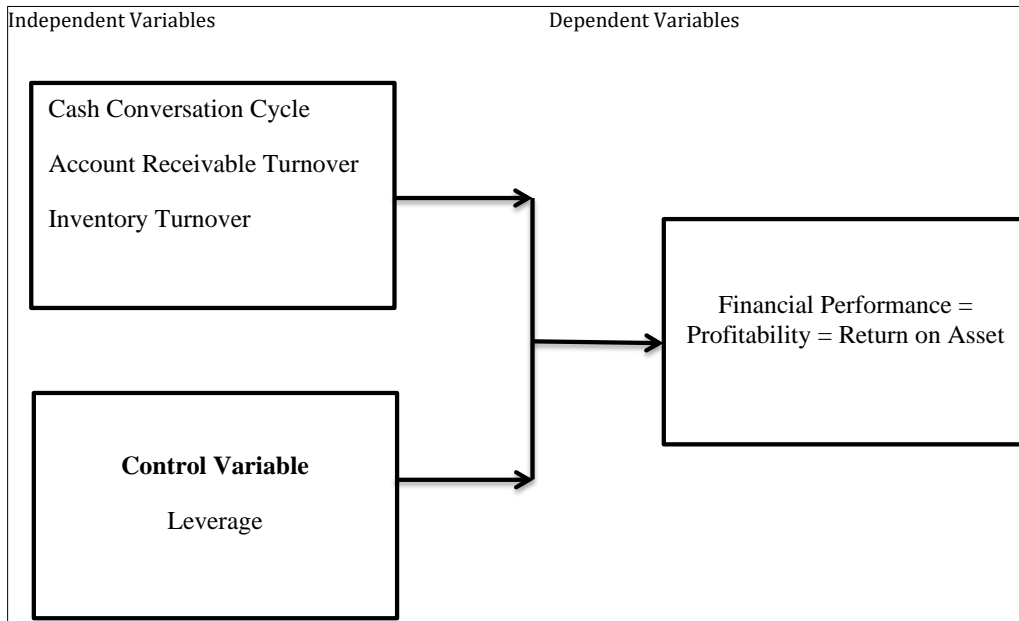 Independent Variables
Dependent Variables
Cash Conversation Cycle
Account Receivable Turnover
Inventory Turnover
Financial Performance =
Profitability = Return on Asset
Control Variable
Leverage